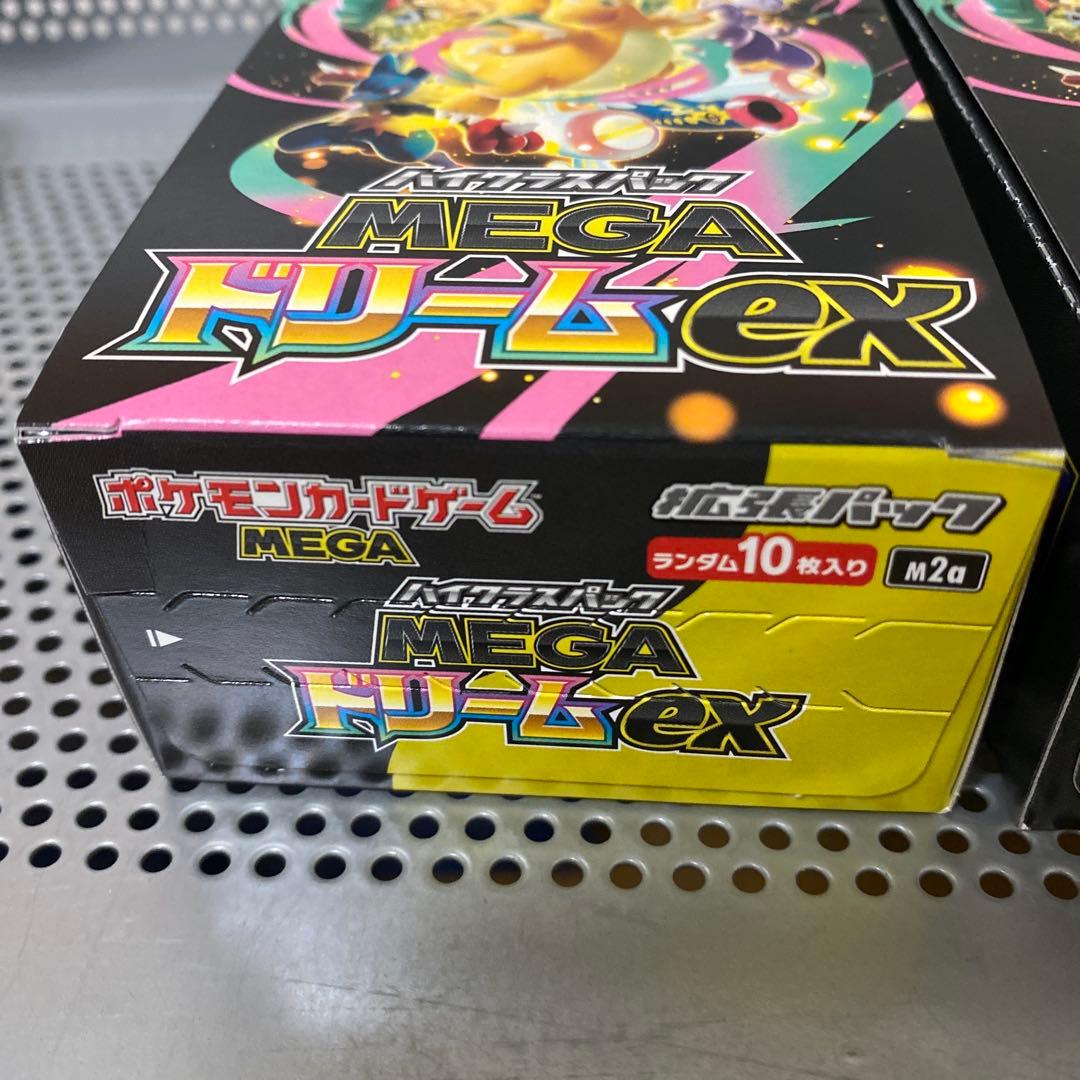 ハイクラスパック
MEGA
ドリームex
ポケモンカードゲーム
MEGA
拡張パック
ランダム10枚入り
M2a
ハイクラスパック
MEGA
ドリームex